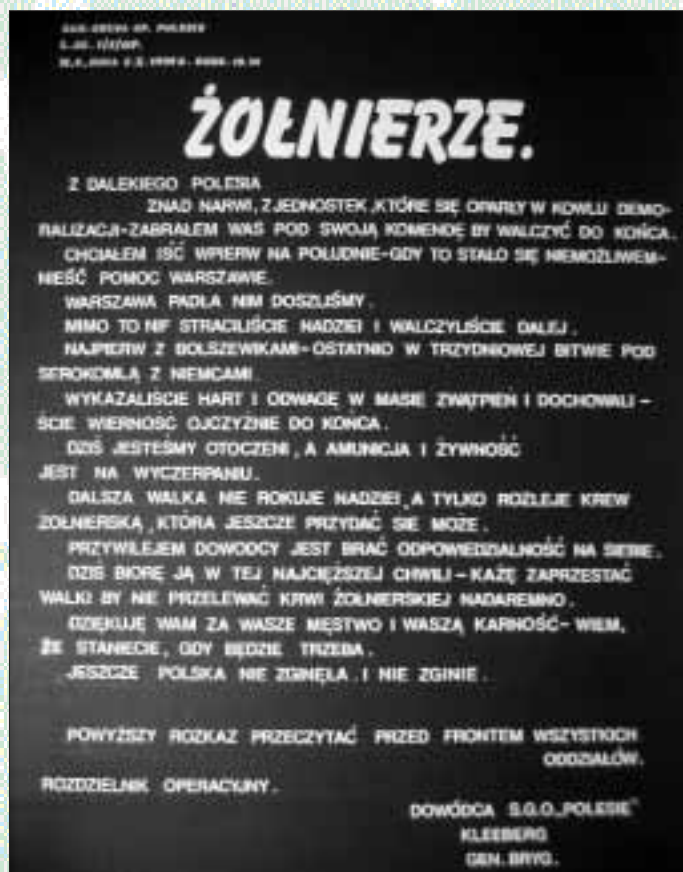 POLESIE
ŻOŁNIERZE.
Z DALEKIEGO POLESIA
ZNAD NARWI, Z JEDNOSTEK, KTÓRE SIĘ OPARŁY W KOWLU DEMO-
RALIZACJI-ZABRAŁEM WAS POD SWOJĄ KOMENDĘ BY WALCZYĆ DO KOŃCA.
CHCIAŁEM IŚĆ WPIERW NA POŁUDNIE-GDY TO STAŁO SIĘ NIEMOŻLIWEM-
NIEŚĆ POMOC WARSZAWIE.
WARSZAWA PADŁA NIM DOSZLIŚMY.
MIMO TO NIE STRACILIŚCIE NADZIEI I WALCZYLIŚCIE DALEJ.
NAJPIERW Z BOLSZEWIKAMI-OSTATNIO W TRZYDNIOWEJ BITWIE POD
SEROKOMLĄ Z NIEMCAMI
WYKAZALIŚCIE HART I ODWAGĘ W MASIE ZWĄTPIEŃ I DOCHOWALI-
ŚCIE WIERNOŚĆ OJCZYŹNIE DO KOŃCA.
DZIŚ JESTEŚMY OTOCZENI, A AMUNICJA I ŻYWNOŚĆ
JEST NA WYCZERPANIU.
DALSZA WALKA NIE ROKUJE NADZIEI, A TYLKO ROZLEJE KREW
ŻOŁNIERSKĄ, KTÓRA JESZCZE PRZYDAĆ SIĘ MOŻE.
PRZYWILEJEM DOWÓDCY JEST BRAĆ ODPOWIEDZIALNOŚĆ NA SIEBIE.
DZIŚ BIORĘ JĄ W TEJ NAJCIĘŻSZEJ CHWILI-KAŻĘ ZAPRZESTAĆ
WALKI BY NIE PRZELEWAĆ KRWI ŻOŁNIERSKIEJ NADAREMNO.
DZIĘKUJĘ WAM ZA WASZE MĘSTWO I WASZĄ KARNOŚĆ-WIEM,
ŻE STANIECIE, GDY BĘDZIE TRZEBA.
JESZCZE POLSKA NIE ZGINĘŁA. I NIE ZGINIE.
POWYŻSZY ROZKAZ PRZECZYTAĆ PRZED FRONTEM WSZYSTKICH
ODDZIAŁÓW.
ROZDZIELNIK OPERACYJNY.
DOWÓDCA S.G.O. „POLESIE"
KLEEBERG
GEN. BRYG.